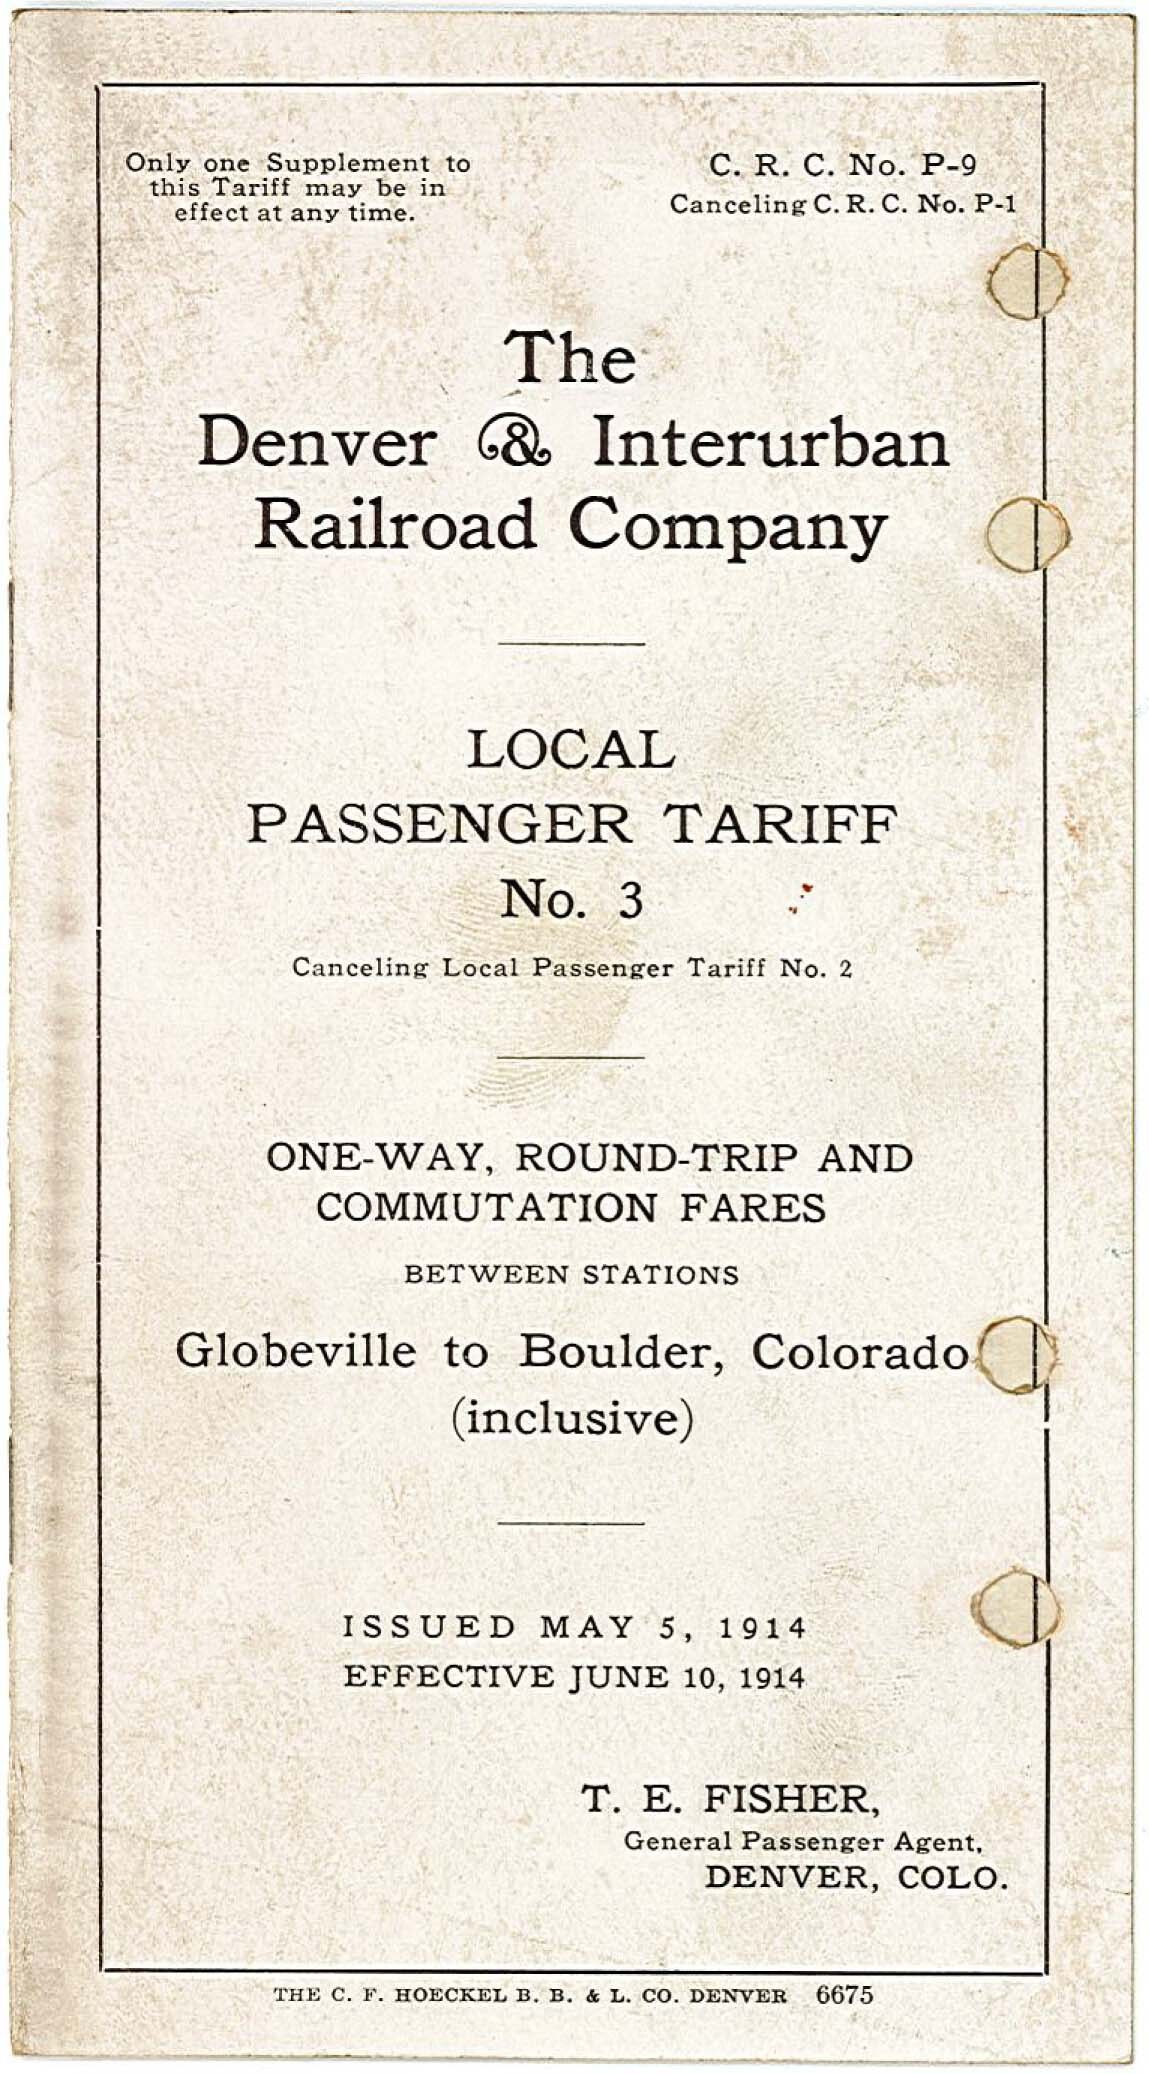 Only one Supplement to
this Tariff may be in
effect at any time.
C. R. C. No. P-9
Canceling C. R. C. No. P-1
The
Denver & Interurban
Railroad Company
LOCAL
PASSENGER TARIFF
No. 3
Canceling Local Passenger Tariff No. 2
ONE-WAY, ROUND-TRIP AND
COMMUTATION FARES
BETWEEN STATIONS
Globeville to Boulder, Colorado
(inclusive)
ISSUED MAY 5, 1914
EFFECTIVE JUNE 10, 1914
T. E. FISHER,
General Passenger Agent,
DENVER, COLO.
THE C. F. HOECKEL B. B. & L. CO. DENVER 6675